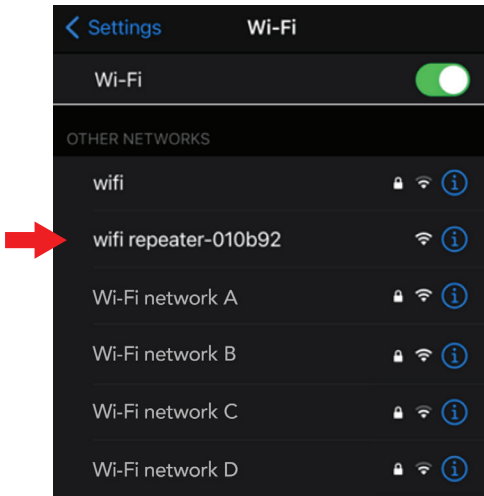 Settings
Wi-Fi
Wi-Fi
OTHER NETWORKS
wifi
wifi repeater-010b92
Wi-Fi network A
Wi-Fi network B
Wi-Fi network C
Wi-Fi network D